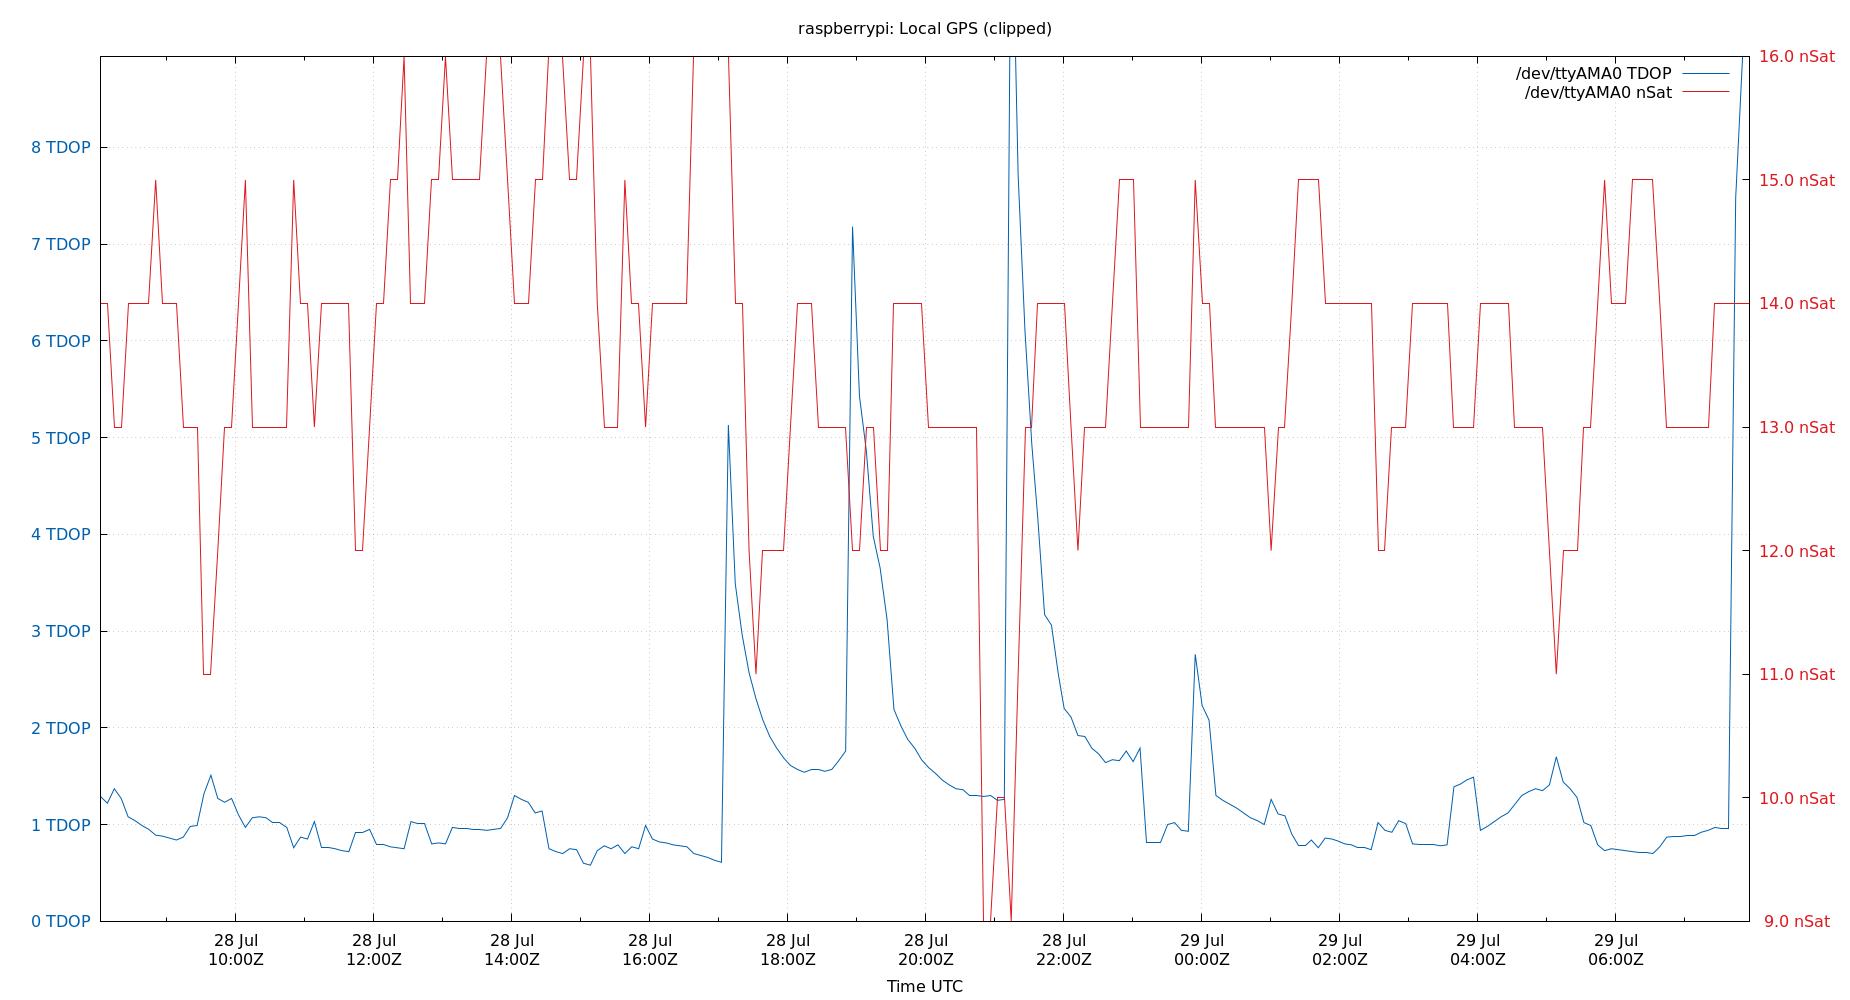 raspberrypi: Local GPS (clipped)
/dev/ttyAMA0 TDOP
/dev/ttyAMA0 nSat
8 TDOP
7 TDOP
6 TDOP
5 TDOP
4 TDOP
3 TDOP
2 TDOP
1 TDOP
0 TDOP
16.0 nSat
15.0 nSat
14.0 nSat
13.0 nSat
12.0 nSat
11.0 nSat
10.0 nSat
9.0 nSat
28 Jul
10:00Z
28 Jul
12:00Z
28 Jul
14:00Z
28 Jul
16:00Z
28 Jul
18:00Z
28 Jul
20:00Z
28 Jul
22:00Z
29 Jul
00:00Z
29 Jul
02:00Z
29 Jul
04:00Z
29 Jul
06:00Z
Time UTC